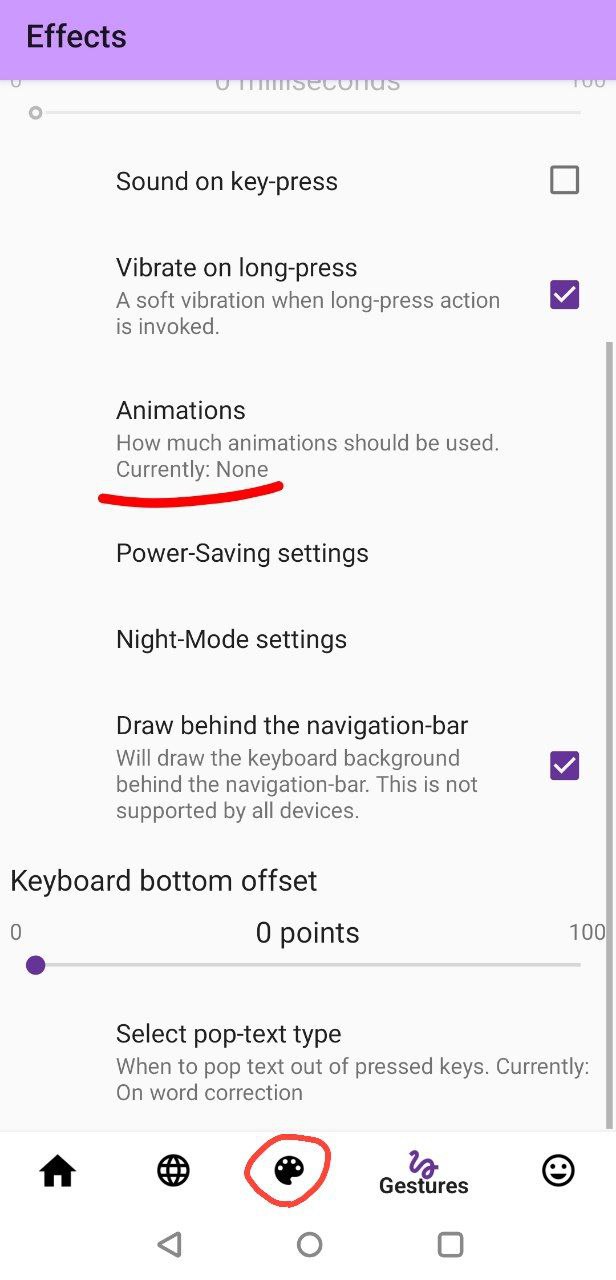 Effects
0 milliseconds 100
Sound on key-press
Vibrate on long-press
A soft vibration when long-press action
is invoked.
Animations
How much animations should be used.
Currently: None
Power-Saving settings
Night-Mode settings
Draw behind the navigation-bar
Will draw the keyboard background
behind the navigation-bar. This is not
supported by all devices.
Keyboard bottom offset
0 0 points 100
Select pop-text type
When to pop text out of pressed keys. Currently:
On word correction
Gestures